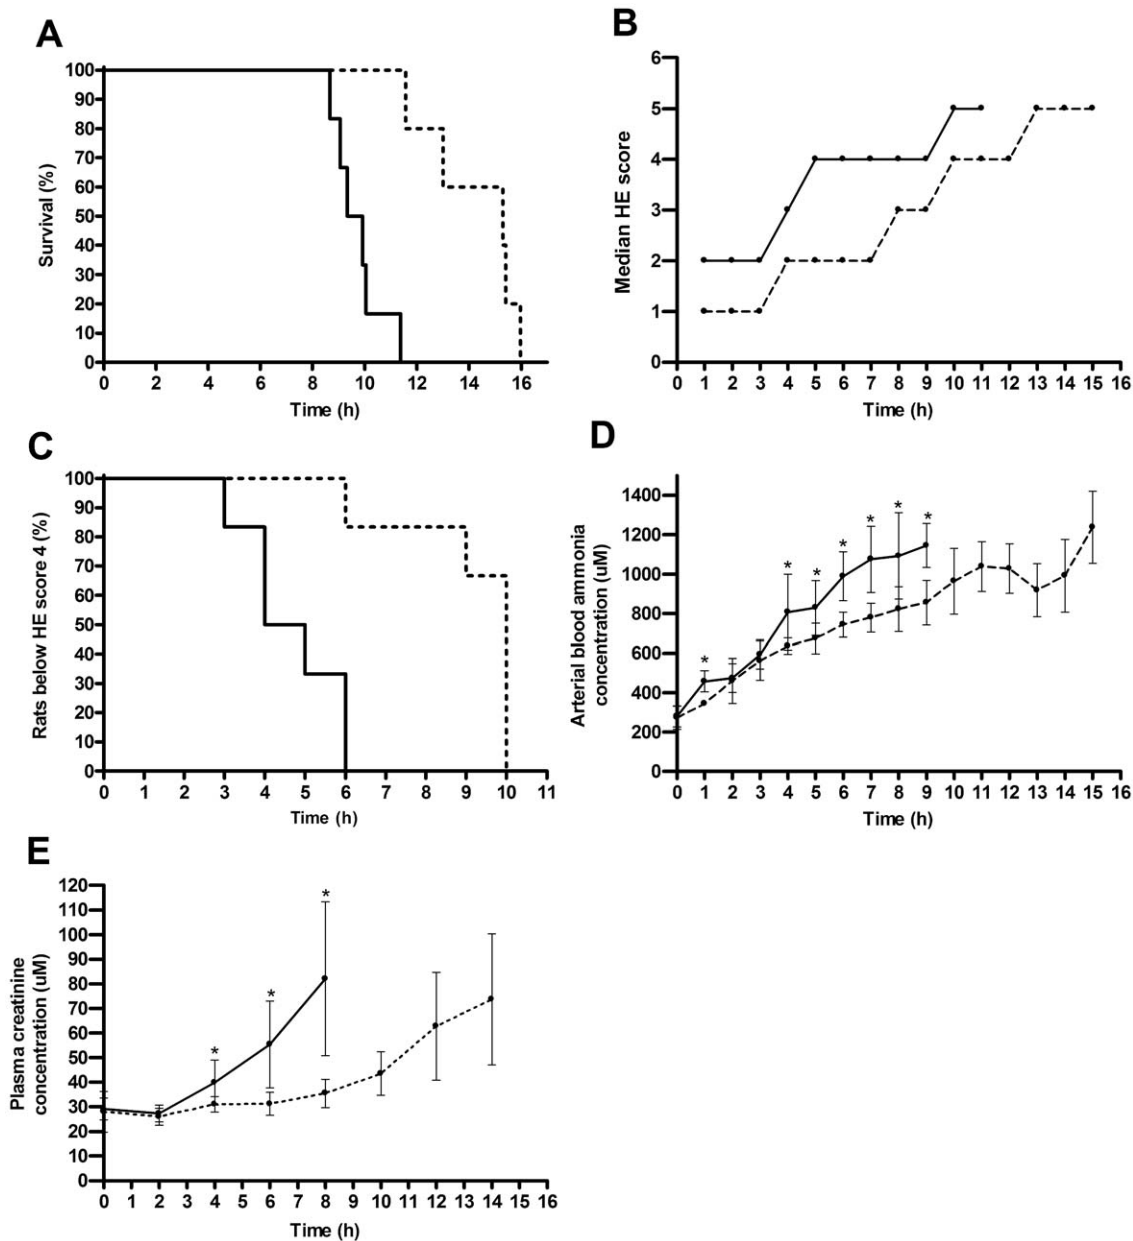 A
100
90
80
70
60
50
40
30
20
10
0
Survival (%)
0 2 4 6 8 10 12 14 16
Time (h)
B
6
5
4
3
2
1
0
Median HE score
0 1 2 3 4 5 6 7 8 9 10 11 12 13 14 15 16
Time (h)
C
100
90
80
70
60
50
40
30
20
10
0
Rats below HE score 4 (%)
0 1 2 3 4 5 6 7 8 9 10 11
Time (h)
D
1400
1200
1000
800
600
400
200
0
Arterial blood ammonia
concentration (uM)
* * * * * * *
0 1 2 3 4 5 6 7 8 9 10 11 12 13 14 15 16
Time (h)
E
120
110
100
90
80
70
60
50
40
30
20
10
0
Plasma creatinine
concentration (uM)
* * *
0 1 2 3 4 5 6 7 8 9 10 11 12 13 14 15 16
Time (h)